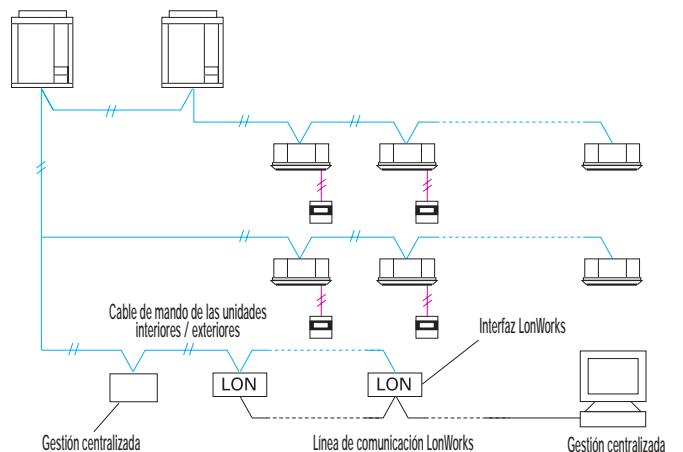 Cable de mando de las unidades
interiores / exteriores
Interfaz LonWorks
LON
LON
Gestión centralizada
Línea de comunicación LonWorks
Gestión centralizada